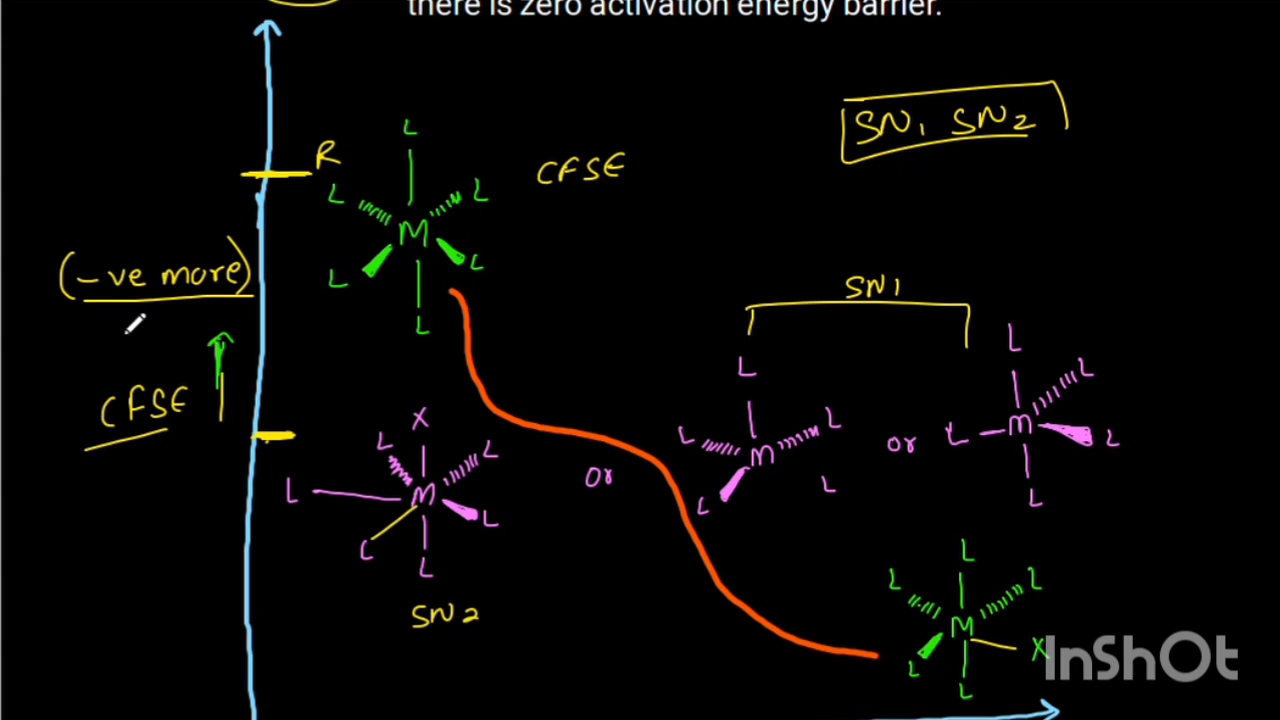 there is zero activation energy barrier.
SN1 SN2
R
CFSE
L
L L
M
L L
L
(-ve more)
CFSE
SN1
X
L L
L M
L L
L
SN2
or
L
L L
M
L L
or
L
L
L M L
L
L
L L
M
L X
L
InShOt